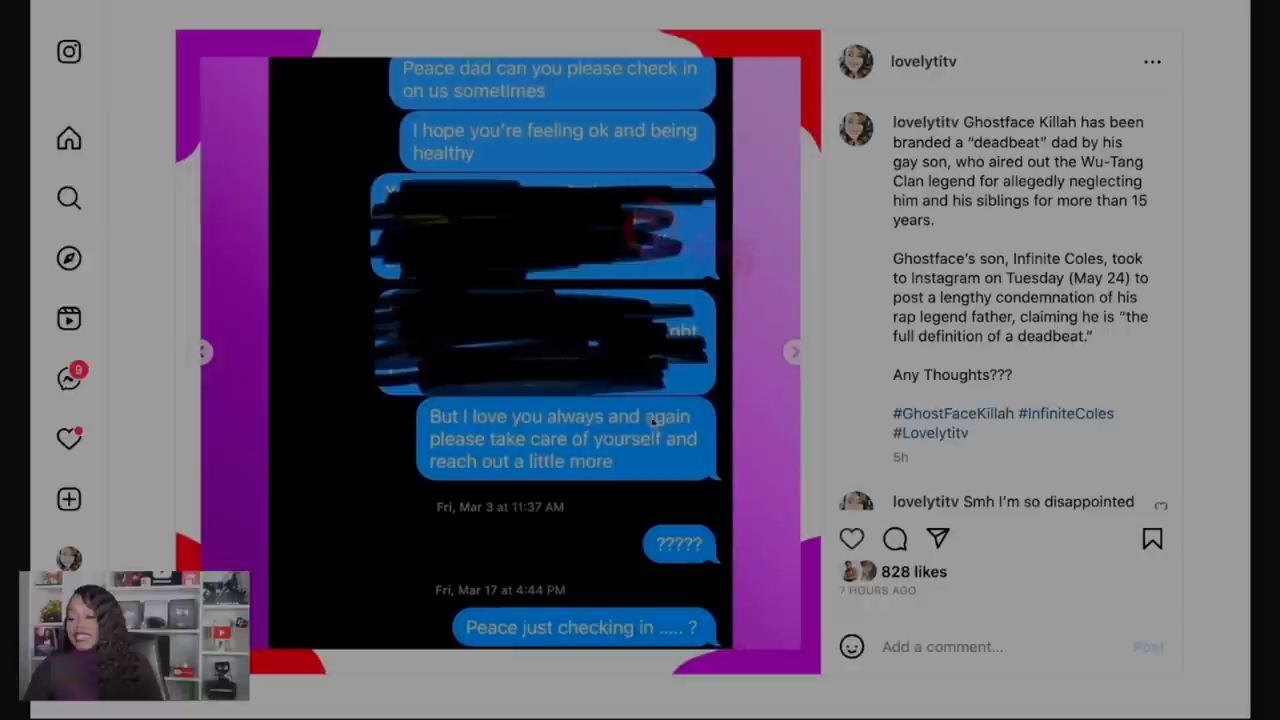 Peace dad can you please check in
on us sometimes
I hope you're feeling ok and being
healthy
But I love you always and again
please take care of yourself and
reach out a little more
Fri, Mar 3 at 11:37 AM
?????
Fri, Mar 17 at 4:44 PM
Peace just checking in ..... ?
9
lovelytitv
lovelytitv Ghostface Killah has been
branded a “deadbeat” dad by his
gay son, who aired out the Wu-Tang
Clan legend for allegedly neglecting
him and his siblings for more than 15
years.
Ghostface's son, Infinite Coles, took
to Instagram on Tuesday (May 24) to
post a lengthy condemnation of his
rap legend father, claiming he is “the
full definition of a deadbeat.”
Any Thoughts???
#GhostFaceKillah #InfiniteColes
#Lovelytitv
5h
lovelytitv Smh I'm so disappointed
828 likes
7 HOURS AGO
Add a comment...
Post